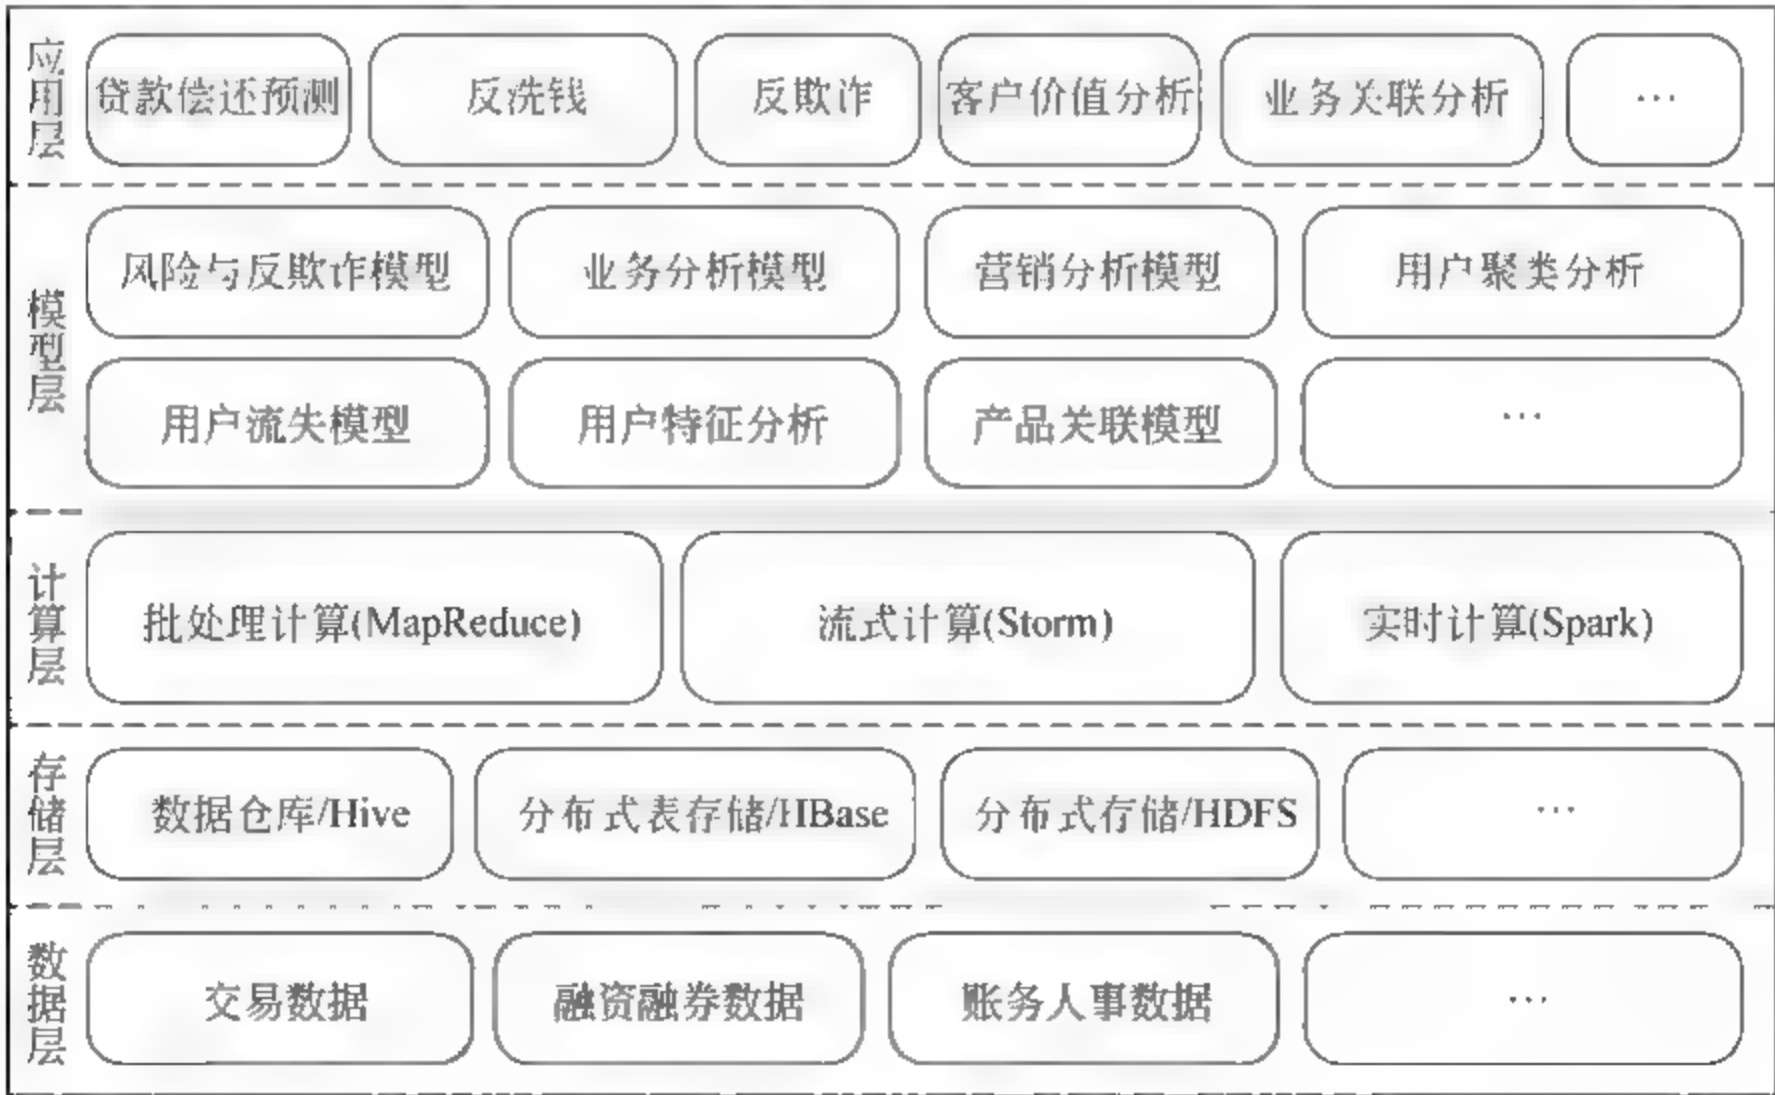 应用层
贷款偿还预测
反洗钱
反欺诈
客户价值分析
业务关联分析
…
模型层
风险与反欺诈模型
业务分析模型
营销分析模型
用户聚类分析
用户流失模型
用户特征分析
产品关联模型
…
计算层
批处理计算(MapReduce)
流式计算(Storm)
实时计算(Spark)
存储层
数据仓库/Hive
分布式表存储/HBase
分布式存储/HDFS
…
数据层
交易数据
融资融券数据
账务人事数据
…